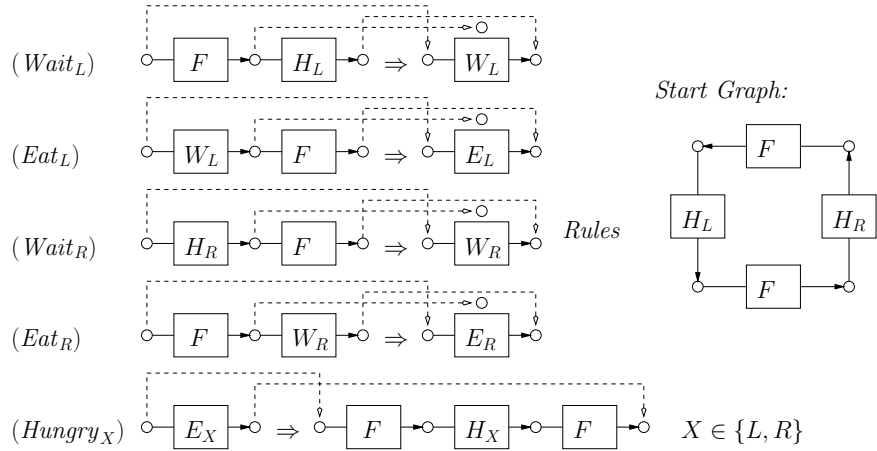 (Wait_L) F H_L ⇒ W_L
Start Graph:
(Eat_L) W_L F ⇒ E_L
F
H_L H_R
(Wait_R) H_R F ⇒ W_R Rules
F
(Eat_R) F W_R ⇒ E_R
(Hungry_X) E_X ⇒ F H_X F X ∈ {L, R}